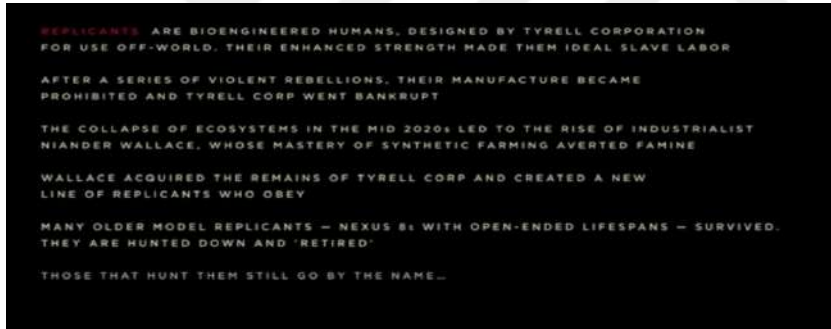 REPLICANTS ARE BIOENGINEERED HUMANS, DESIGNED BY TYRELL CORPORATION
FOR USE OFF-WORLD. THEIR ENHANCED STRENGTH MADE THEM IDEAL SLAVE LABOR
AFTER A SERIES OF VIOLENT REBELLIONS, THEIR MANUFACTURE BECAME
PROHIBITED AND TYRELL CORP WENT BANKRUPT
THE COLLAPSE OF ECOSYSTEMS IN THE MID 2020s LED TO THE RISE OF INDUSTRIALIST
NIANDER WALLACE, WHOSE MASTERY OF SYNTHETIC FARMING AVERTED FAMINE
WALLACE ACQUIRED THE REMAINS OF TYRELL CORP AND CREATED A NEW
LINE OF REPLICANTS WHO OBEY
MANY OLDER MODEL REPLICANTS — NEXUS 8s WITH OPEN-ENDED LIFESPANS — SURVIVED.
THEY ARE HUNTED DOWN AND 'RETIRED'
THOSE THAT HUNT THEM STILL GO BY THE NAME…